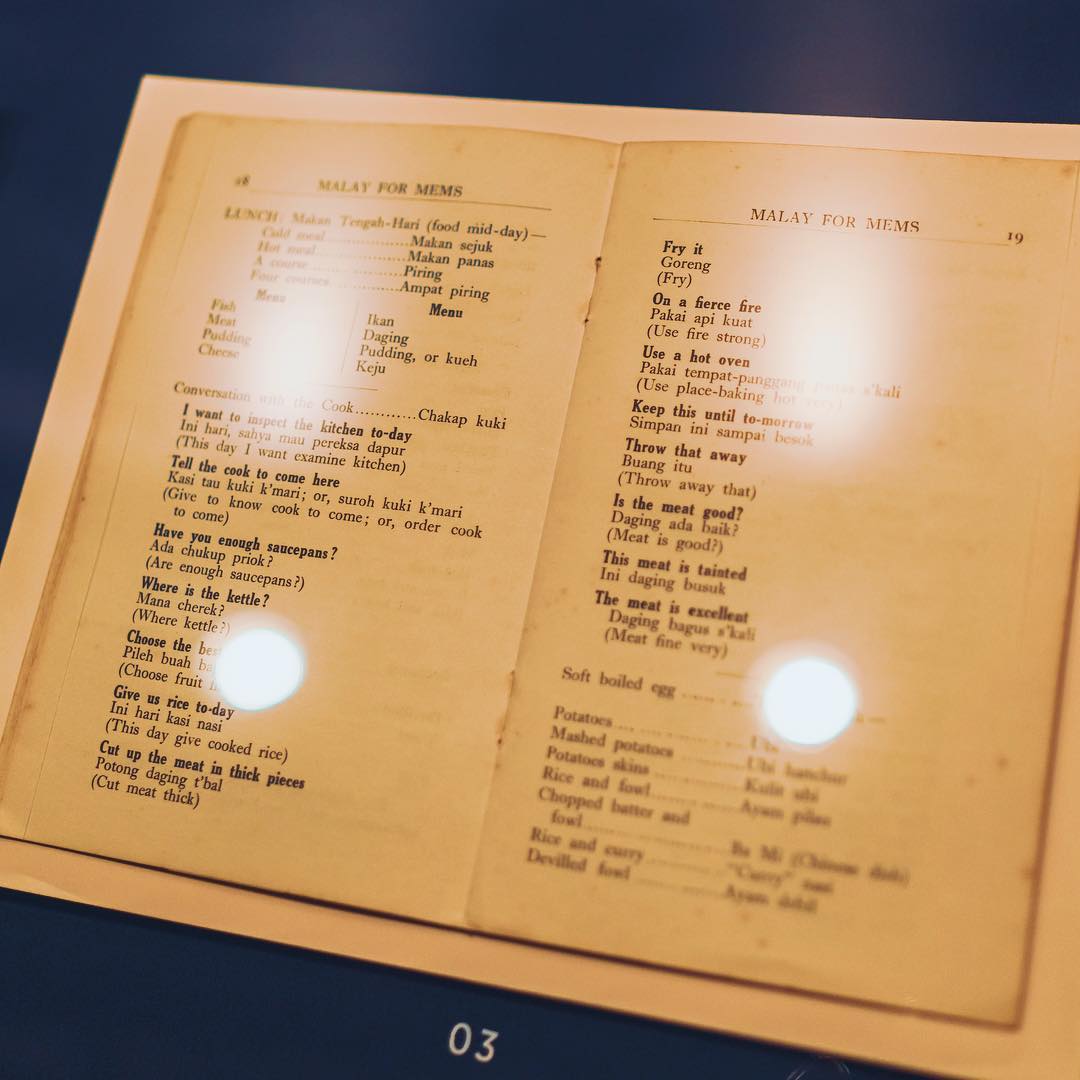 18 MALAY FOR MEMS
LUNCH: Makan Tengah-Hari (food mid-day)—
Cold meal..............Makan sejuk
Hot meal..............Makan panas
A course..............Piring
Four courses..............Ampat piring
Menu Menu
Fish Ikan
Meat Daging
Pudding Pudding, or kueh
Cheese Keju
Conversation with the Cook............Chakap kuki
I want to inspect the kitchen to-day
Ini hari, sahya mau pereksa dapur
(This day I want examine kitchen)
Tell the cook to come here
Kasi tau kuki k'mari; or, suroh kuki k'mari
(Give to know cook to come; or, order cook
to come)
Have you enough saucepans?
Ada chukup priok?
(Are enough saucepans?)
Where is the kettle?
Mana cherek?
(Where kettle?)
Choose the
Pileh buah
(Choose fruit
Give us rice to-day
Ini hari kasi nasi
(This day give cooked rice)
Cut up the meat in thick pieces
Potong daging t'bal
(Cut meat thick)
MALAY FOR MEMS 19
Fry it
Goreng
(Fry)
On a fierce fire
Pakai api kuat
(Use fire strong)
Use a hot oven
Pakai tempat-panggang panas s'kali
(Use place-baking hot very)
Keep this until to-morrow
Simpan ini sampai besok
Throw that away
Buang itu
(Throw away that)
Is the meat good?
Daging ada baik?
(Meat is good?)
This meat is tainted
Ini daging busuk
The meat is excellent
Daging bagus s'kali
(Meat fine very)
Soft boiled egg
Potatoes
Mashed potatoes..........Ubi hanchur
Potatoes skins..........Kulit ubi
Rice and fowl..........Ayam pilau
Chopped batter and
fowl..............Ba Mi (Chinese dish)
Rice and curry..........."Curry" nasi
Devilled fowl..........Ayam debil
03